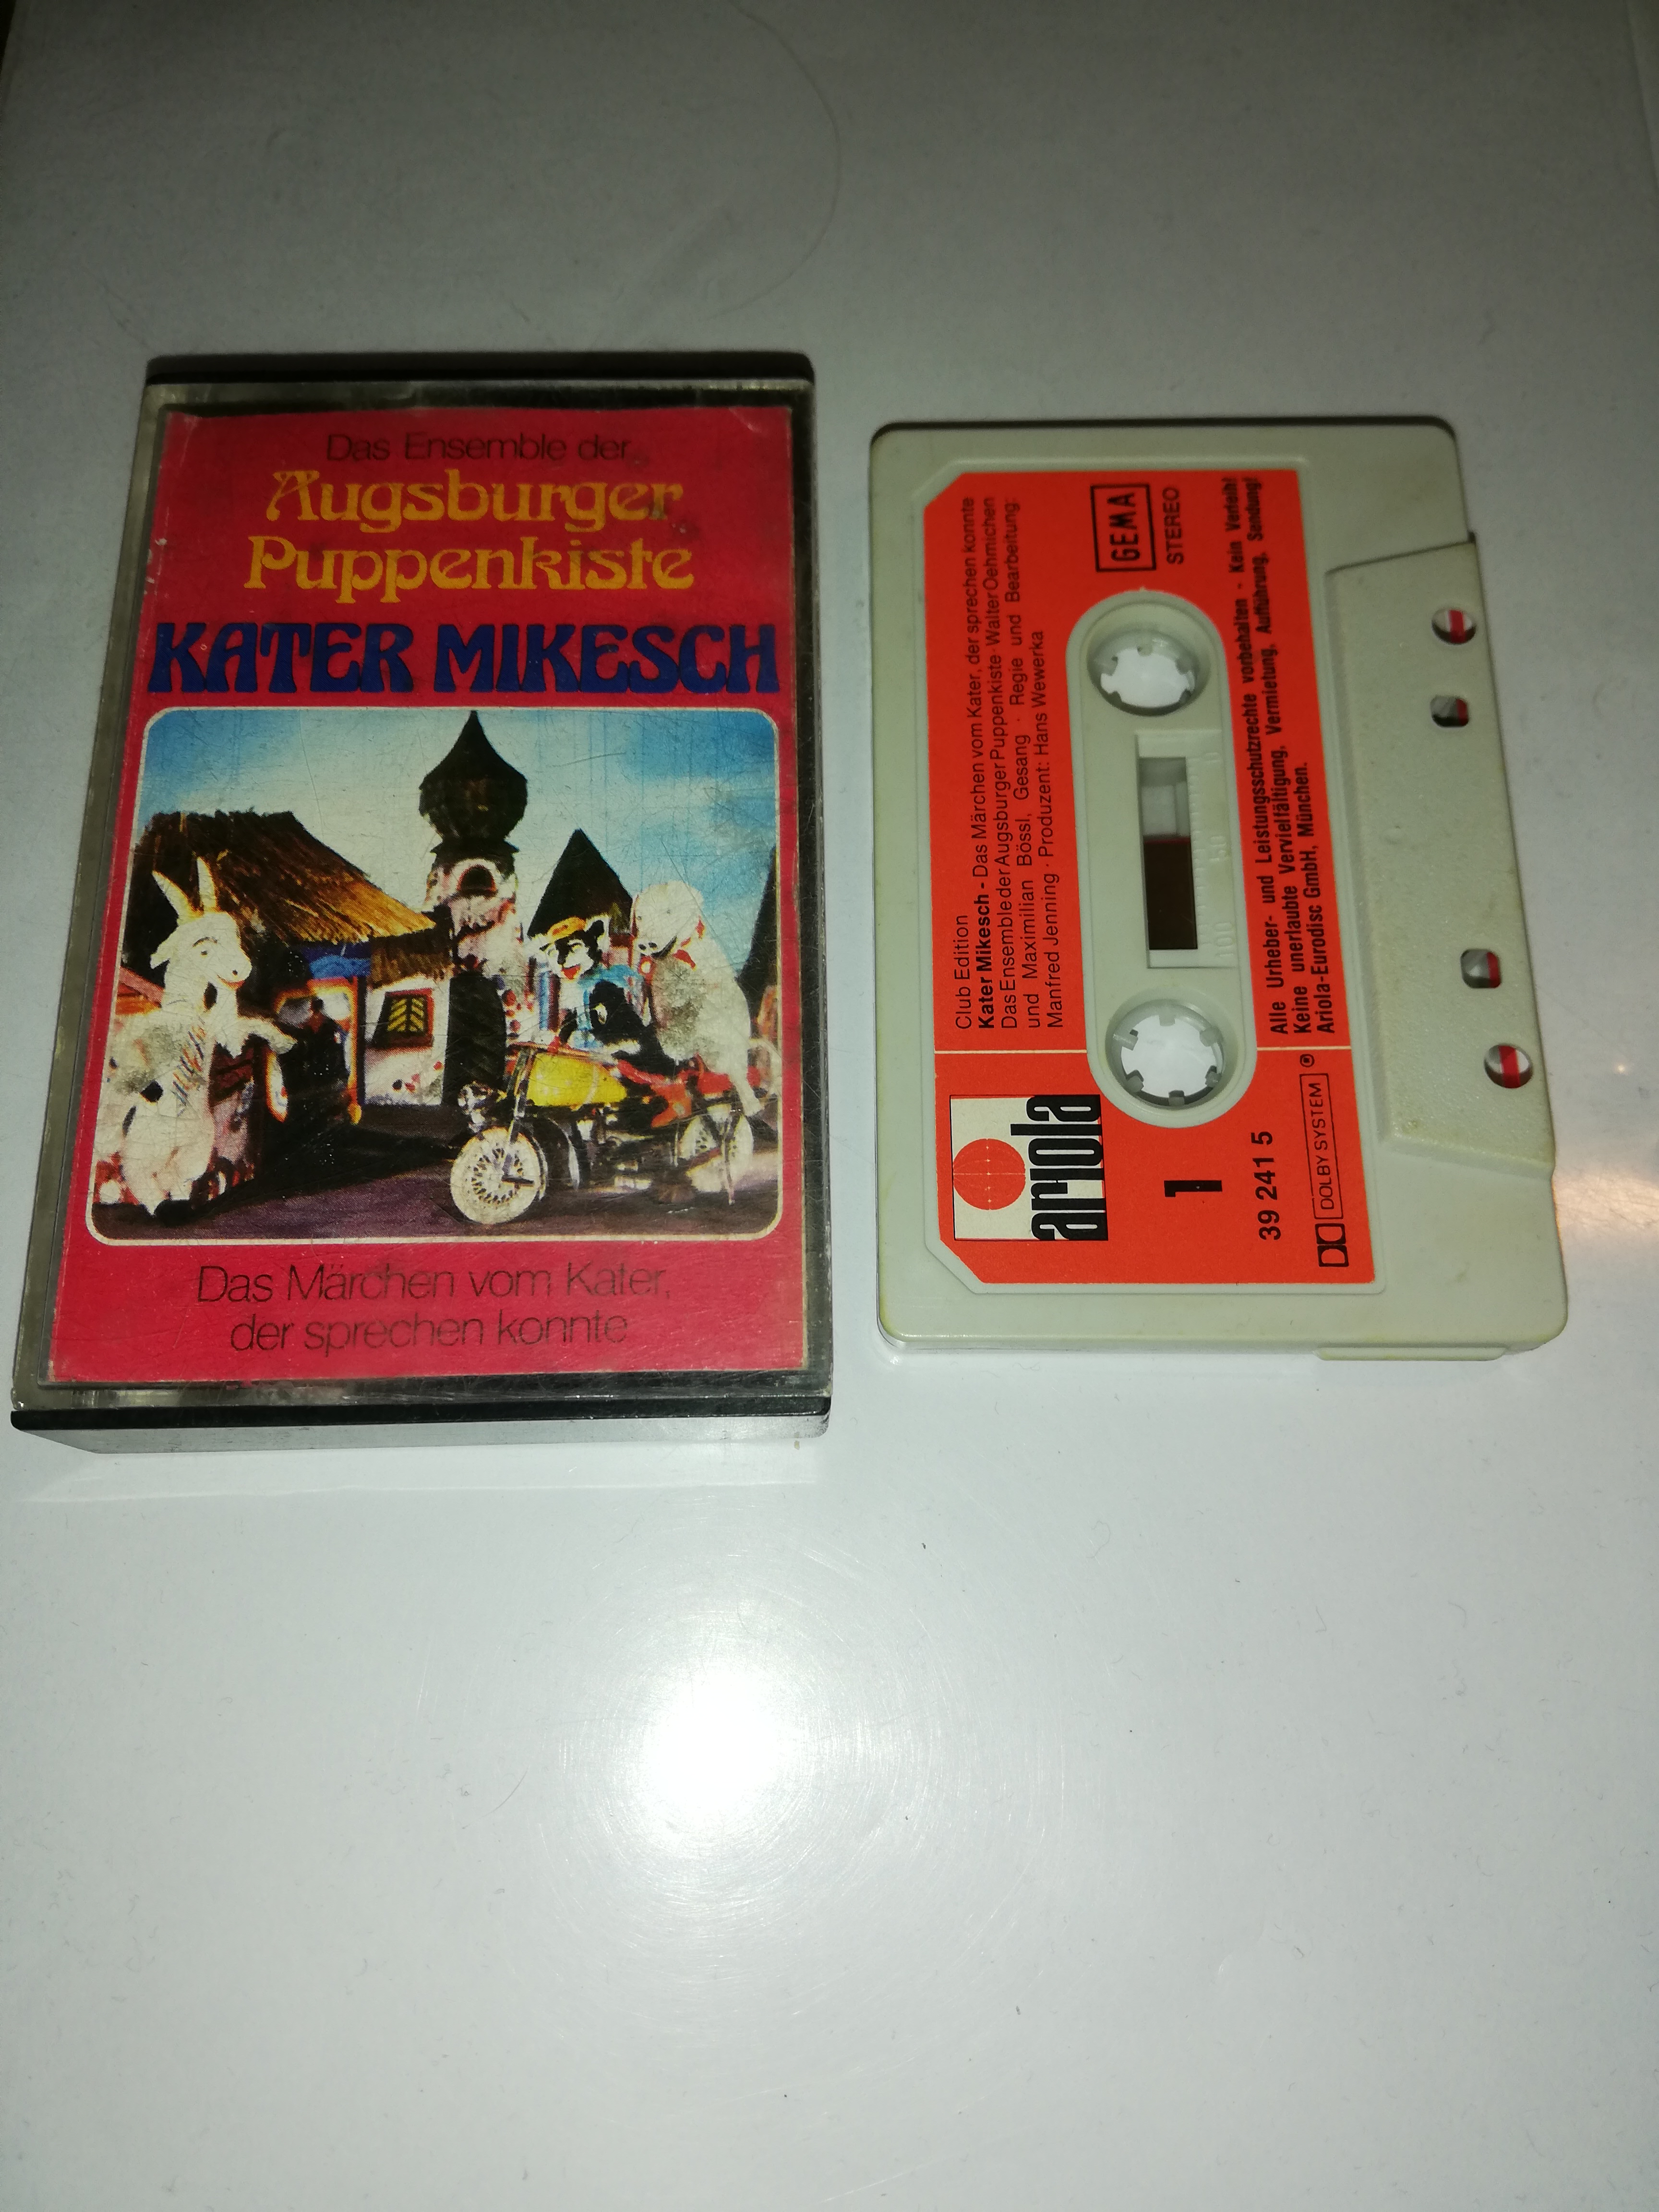 Das Ensemble der
Augsburger
Puppenkiste
KATER MIKESCH
Das Märchen vom Kater,
der sprechen konnte
Club Edition
Kater Mikesch - Das Märchen vom Kater, der sprechen konnte
Das Ensemble der Augsburger Puppenkiste · Walter Oehmichen
und Maximilian Bössl, Gesang · Regie und Bearbeitung:
Manfred Jenning · Produzent: Hans Wewerka
GEMA
STEREO
ariola
1
39 241 5
DOLBY SYSTEM ®
100 50 0
Alle Urheber- und Leistungsschutzrechte vorbehalten · Kein Verleih!
Keine unerlaubte Vervielfältigung, Vermietung, Aufführung, Sendung!
Ariola-Eurodisc GmbH, München.